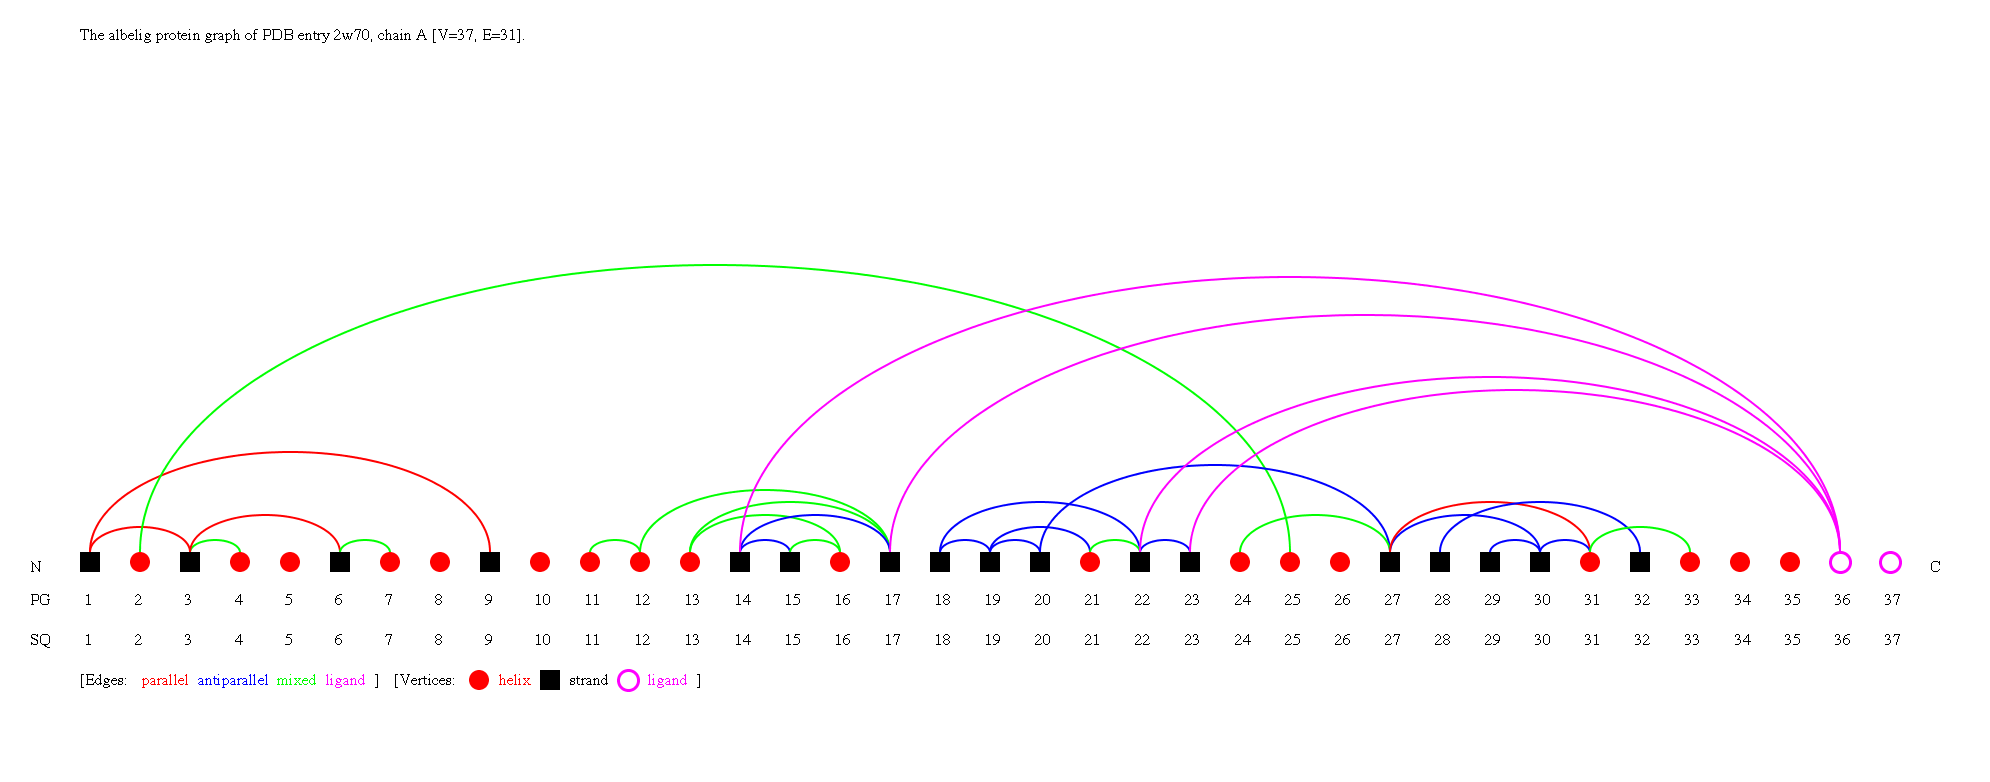 The albelig protein graph of PDB entry 2w70, chain A [V=37, E=31].
N C
PG 1 2 3 4 5 6 7 8 9 10 11 12 13 14 15 16 17 18 19 20 21 22 23 24 25 26 27 28 29 30 31 32 33 34 35 36 37
SQ 1 2 3 4 5 6 7 8 9 10 11 12 13 14 15 16 17 18 19 20 21 22 23 24 25 26 27 28 29 30 31 32 33 34 35 36 37
[Edges: parallel antiparallel mixed ligand ] [Vertices: helix strand ligand ]